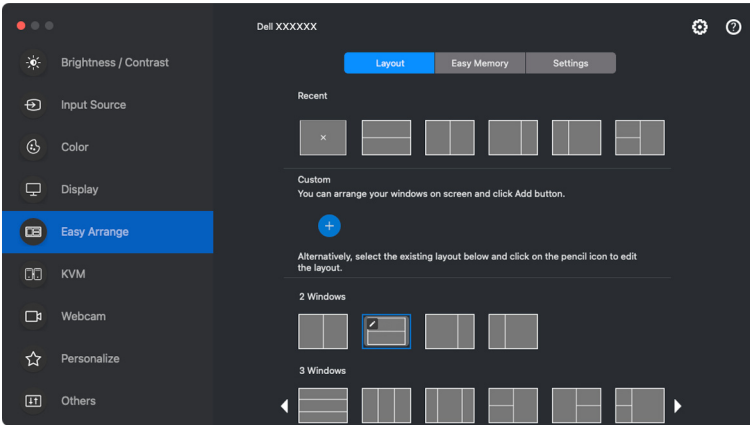 Dell XXXXXX
Brightness / Contrast
Input Source
Color
Display
Easy Arrange
KVM
Webcam
Personalize
Others
Layout
Easy Memory
Settings
Recent
Custom
You can arrange your windows on screen and click Add button.
Alternatively, select the existing layout below and click on the pencil icon to edit
the layout.
2 Windows
3 Windows